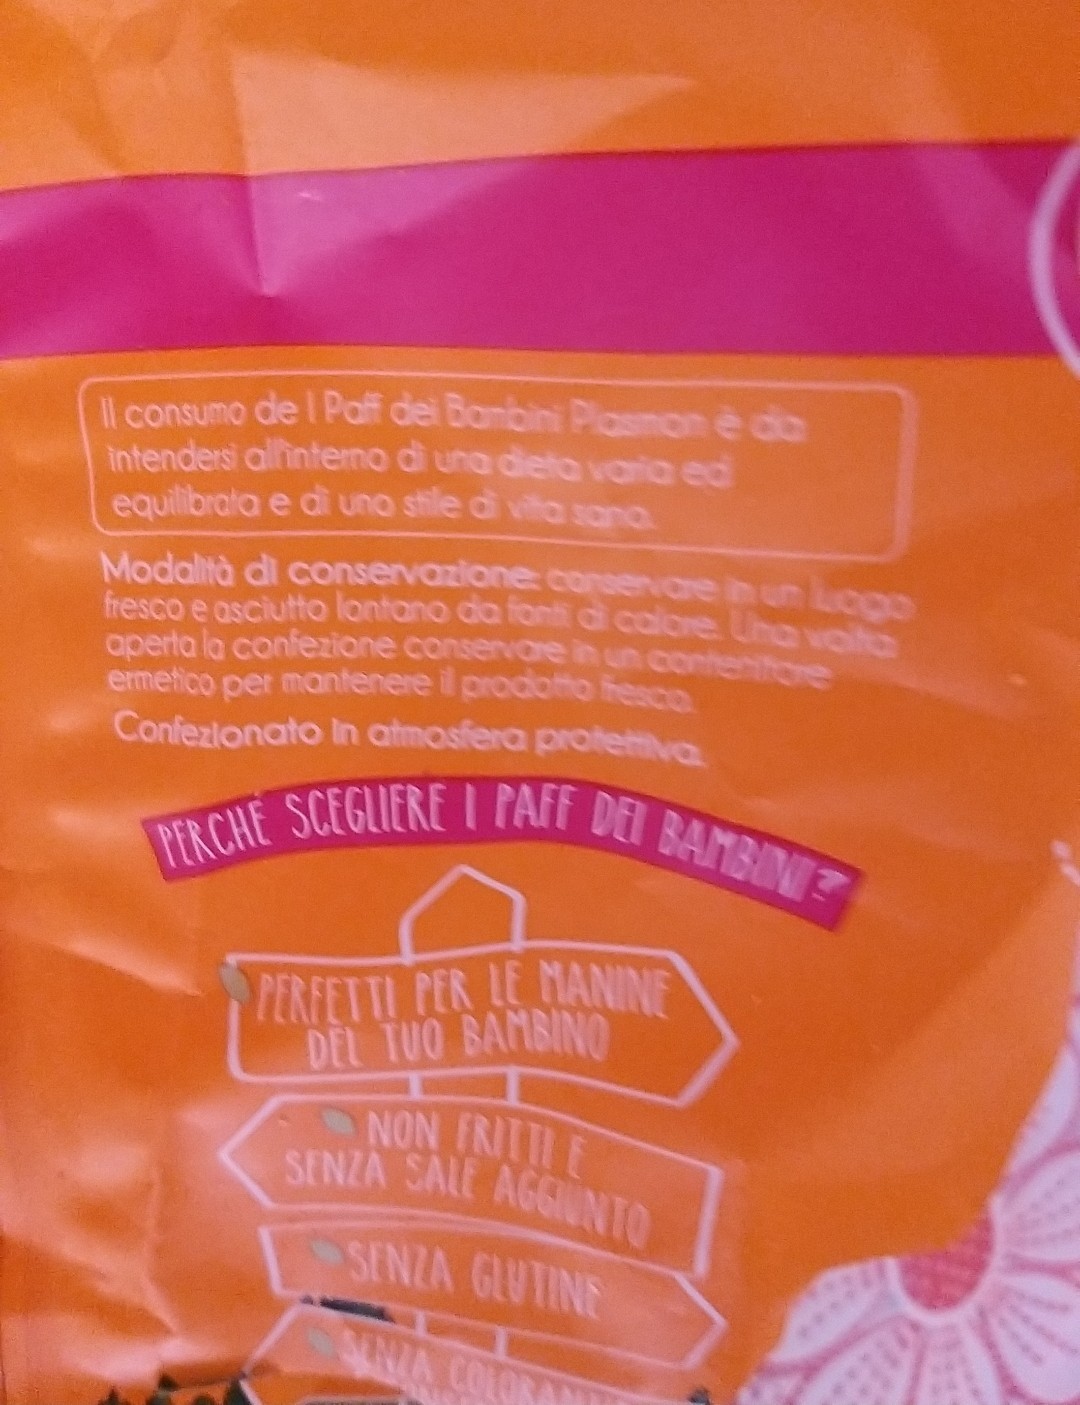 Il consumo de I Paff dei Bambini Plasmon è da
intendersi all'interno di una dieta varia ed
equilibrata e di uno stile di vita sano.
Modalità di conservazione: conservare in un luogo
fresco e asciutto lontano da fonti di calore. Una volta
aperta la confezione conservare in un contenitore
ermetico per mantenere il prodotto fresco.
Confezionato in atmosfera protettiva.
PERCHÉ SCEGLIERE I PAFF DEI BAMBINI?
PERFETTI PER LE MANINE
DEL TUO BAMBINO
NON FRITTI E
SENZA SALE AGGIUNTO
SENZA GLUTINE
SENZA